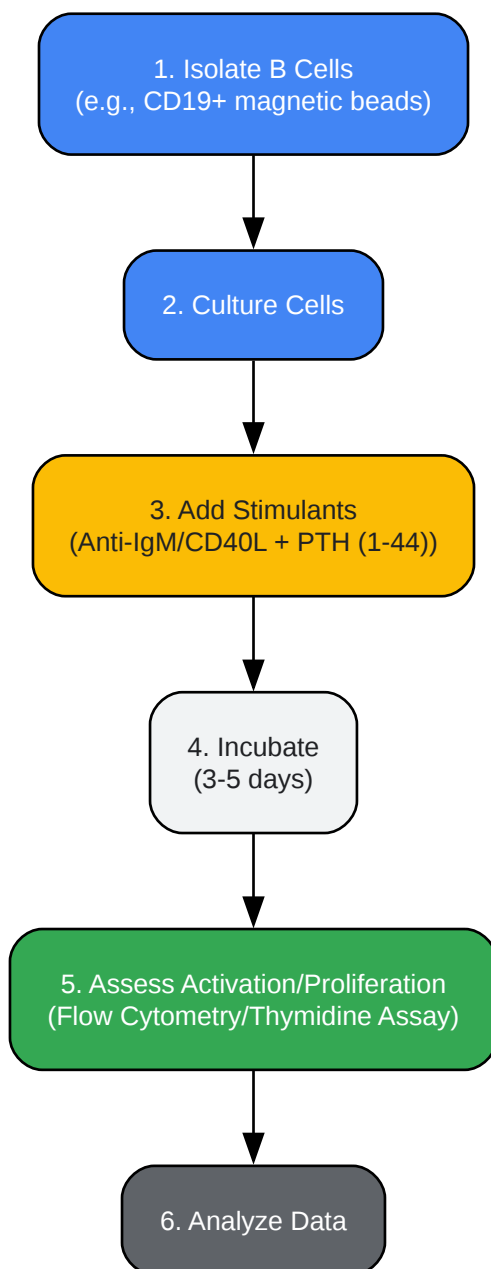 1. Isolate B Cells
(e.g., CD19+ magnetic beads)
2. Culture Cells
3. Add Stimulants
(Anti-IgM/CD40L + PTH (1-44))
4. Incubate
(3-5 days)
5. Assess Activation/Proliferation
(Flow Cytometry/Thymidine Assay)
6. Analyze Data